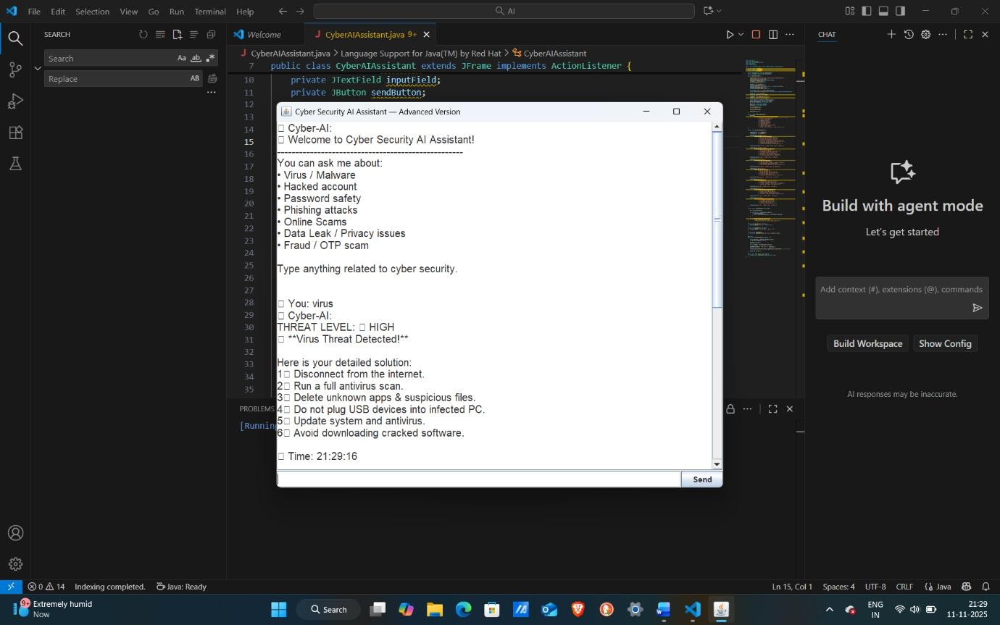 File Edit Selection View Go Run Terminal Help
AI
SEARCH
Search
Aa ab .*
Replace
AB
Welcome
CyberAIAssistant.java 9+
CyberAIAssistant.java > Language Support for Java(TM) by Red Hat > CyberAIAssistant
7 public class CyberAIAssistant extends JFrame implements ActionListener {
10 private JTextField inputField;
11 private JButton sendButton;
12
13
14
15
16
17
18
19
20
21
22
23
24
25
26
27
28
29
30
31
32
33
34
35
Cyber Security AI Assistant — Advanced Version
Cyber-AI:
Welcome to Cyber Security AI Assistant!
--------------------------------------------------
You can ask me about:
• Virus / Malware
• Hacked account
• Password safety
• Phishing attacks
• Online Scams
• Data Leak / Privacy issues
• Fraud / OTP scam
Type anything related to cyber security.
You: virus
Cyber-AI:
THREAT LEVEL: HIGH
**Virus Threat Detected!**
Here is your detailed solution:
1 Disconnect from the internet.
2 Run a full antivirus scan.
3 Delete unknown apps & suspicious files.
4 Do not plug USB devices into infected PC.
5 Update system and antivirus.
6 Avoid downloading cracked software.
Time: 21:29:16
Send
PROBLEMS
[Runnin
CHAT
Build with agent mode
Let's get started
Add context (#), extensions (@), commands
Build Workspace Show Config
AI responses may be inaccurate.
0 14 Indexing completed. Java: Ready
Ln 15, Col 1 Spaces: 4 UTF-8 CRLF {} Java
9+ Extremely humid
Now
Search
ENG
IN
21:29
11-11-2025